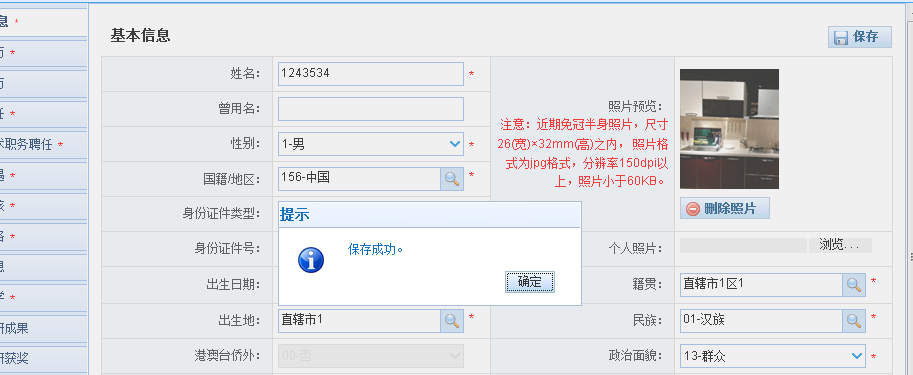 息 *
历 *
历
任 *
术职务聘任 *
遇 *
核 *
格 *
息
学 *
研成果
研获奖
基本信息
保存
姓名：
1243534
*
曾用名：
性别：
1-男
*
国籍/地区：
156-中国
*
身份证件类型：
身份证件号：
出生日期：
出生地：
直辖市1
*
港澳台侨外：
00-否
照片预览：
注意：近期免冠半身照片，尺寸
26(宽)×32mm(高)之内，照片格
式为jpg格式，分辨率150dpi以
上，照片小于60KB。
删除照片
个人照片：
浏览...
籍贯：
直辖市1区1
*
民族：
01-汉族
*
政治面貌：
13-群众
*
提示
保存成功。
确定